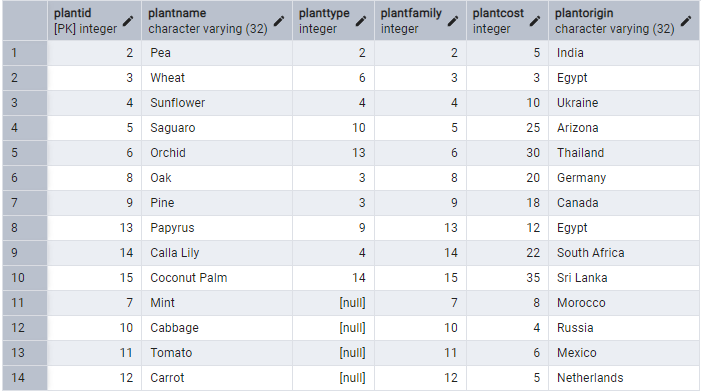 plantid plantname planttype plantfamily plantcost plantorigin
[PK] integer character varying (32) integer integer integer character varying (32)
1 2 Pea 2 2 5 India
2 3 Wheat 6 3 3 Egypt
3 4 Sunflower 4 4 10 Ukraine
4 5 Saguaro 10 5 25 Arizona
5 6 Orchid 13 6 30 Thailand
6 8 Oak 3 8 20 Germany
7 9 Pine 3 9 18 Canada
8 13 Papyrus 9 13 12 Egypt
9 14 Calla Lily 4 14 22 South Africa
10 15 Coconut Palm 14 15 35 Sri Lanka
11 7 Mint [null] 7 8 Morocco
12 10 Cabbage [null] 10 4 Russia
13 11 Tomato [null] 11 6 Mexico
14 12 Carrot [null] 12 5 Netherlands